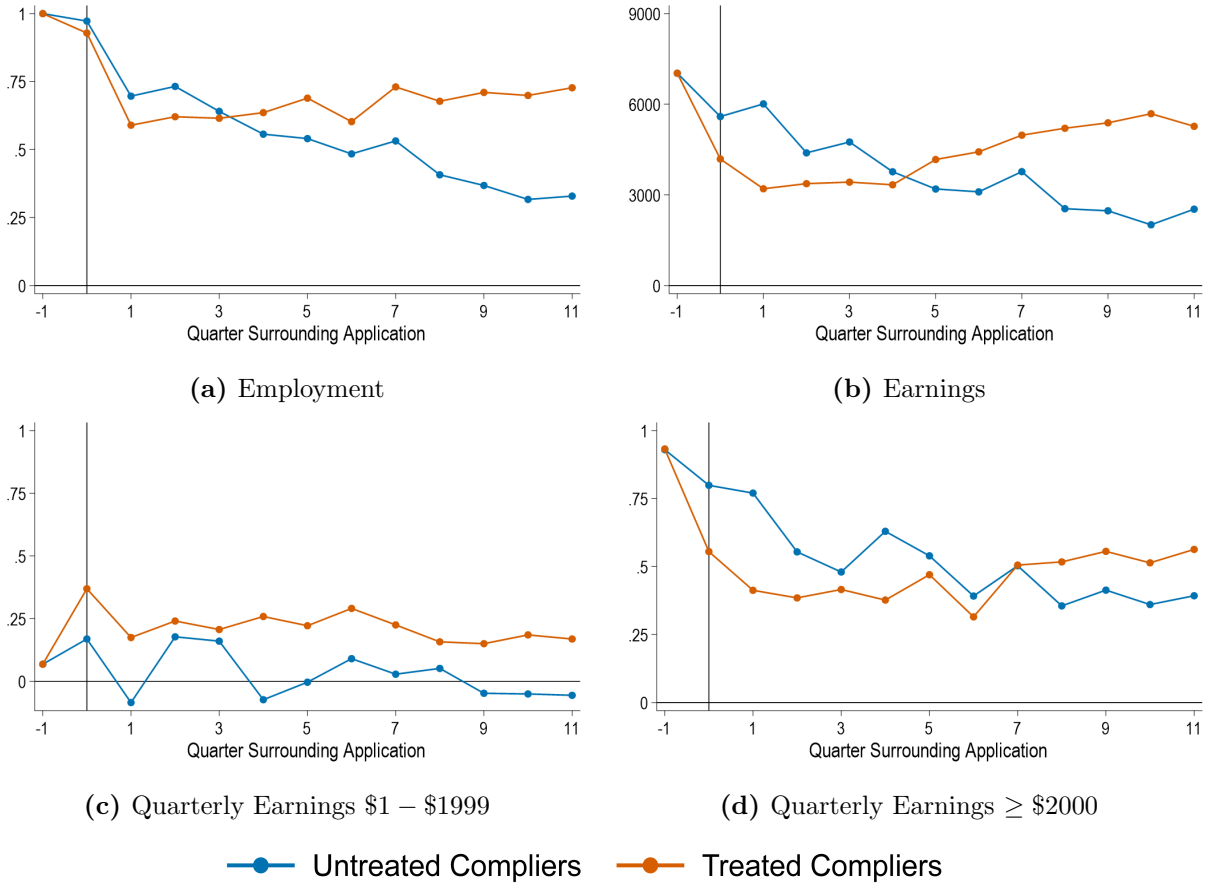 1
.75
.5
.25
0
-1 1 3 5 7 9 11
Quarter Surrounding Application
(a) Employment
9000
6000
3000
0
-1 1 3 5 7 9 11
Quarter Surrounding Application
(b) Earnings
1
.75
.5
.25
0
-1 1 3 5 7 9 11
Quarter Surrounding Application
(c) Quarterly Earnings $1 − $1999
1
.75
.5
.25
0
-1 1 3 5 7 9 11
Quarter Surrounding Application
(d) Quarterly Earnings ≥ $2000
Untreated Compliers Treated Compliers